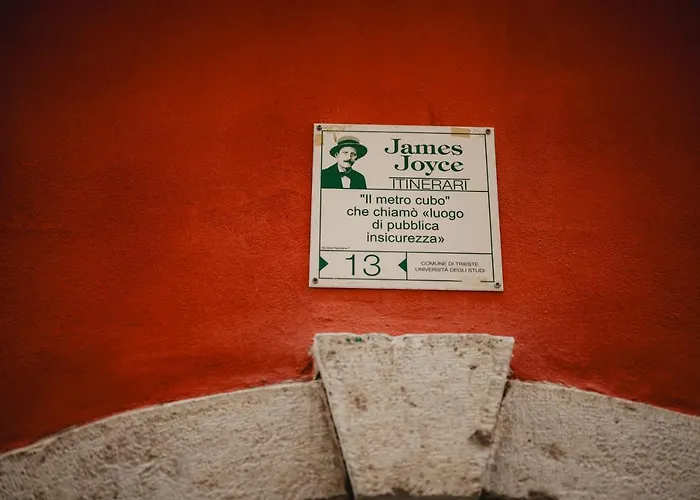 James
Joyce
ITINERARI
"Il metro cubo"
che chiamò «luogo
di pubblica
insicurezza»
13
COMUNE DI TRIESTE
UNIVERSITÀ DEGLI STUDI